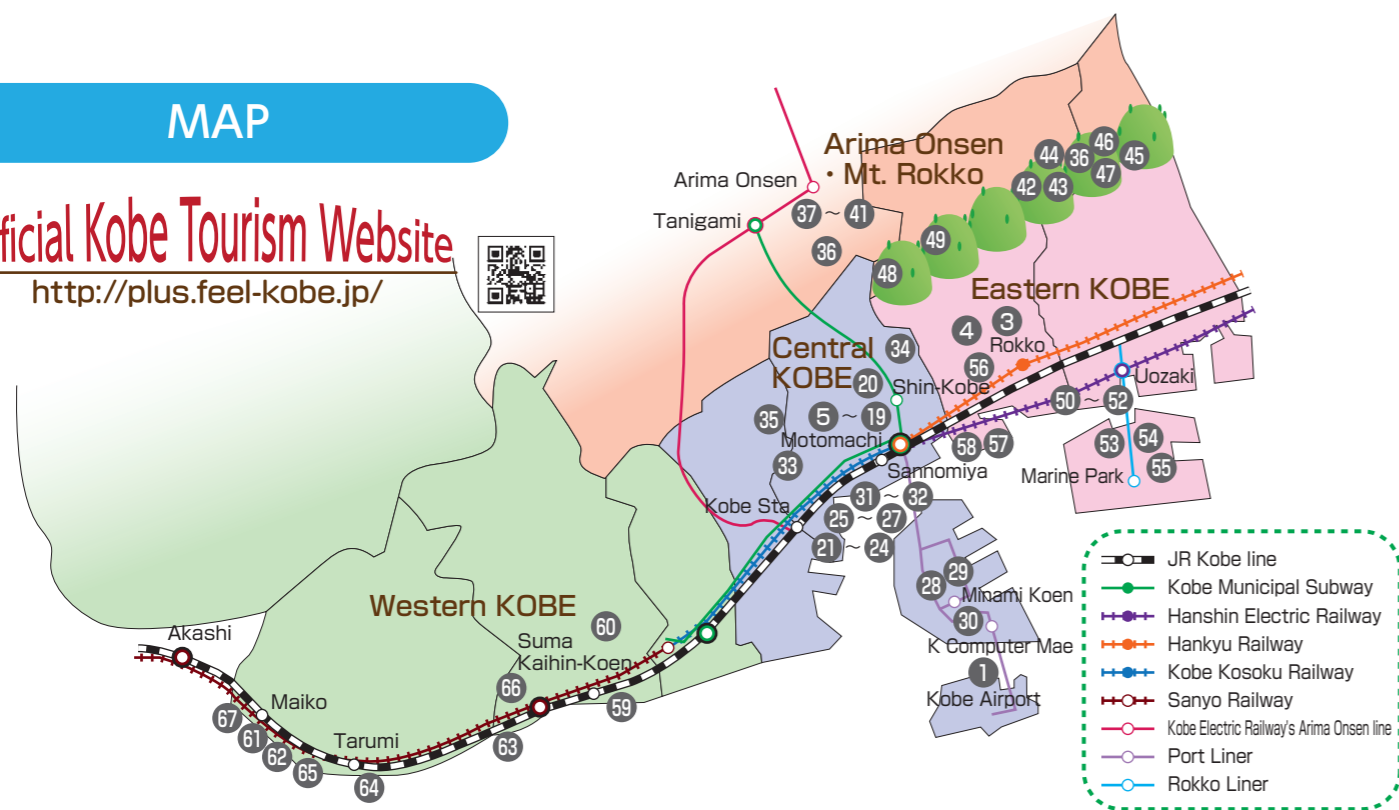 MAP
ficial Kobe Tourism Website
http://plus.feel-kobe.jp/
Arima Onsen
・Mt. Rokko
Arima Onsen
Tanigami
37 ~ 41
36
44
36
46
45
42
43
47
49
48
Eastern KOBE
4
3
Rokko
56
Central
KOBE
34
20
Shin-Kobe
Uozaki
50 ~ 52
35
5 ~ 19
Motomachi
58
57
53
54
55
33
Sannomiya
Marine Park
Kobe Sta
31 ~ 32
25 ~ 27
21 ~ 24
28
29
Minami Koen
30
K Computer Mae
1
Kobe Airport
Western KOBE
60
Akashi
Suma
Kaihin-Koen
66
59
Maiko
67
61
62
65
Tarumi
63
64
JR Kobe line
Kobe Municipal Subway
Hanshin Electric Railway
Hankyu Railway
Kobe Kosoku Railway
Sanyo Railway
Kobe Electric Railway's Arima Onsen line
Port Liner
Rokko Liner